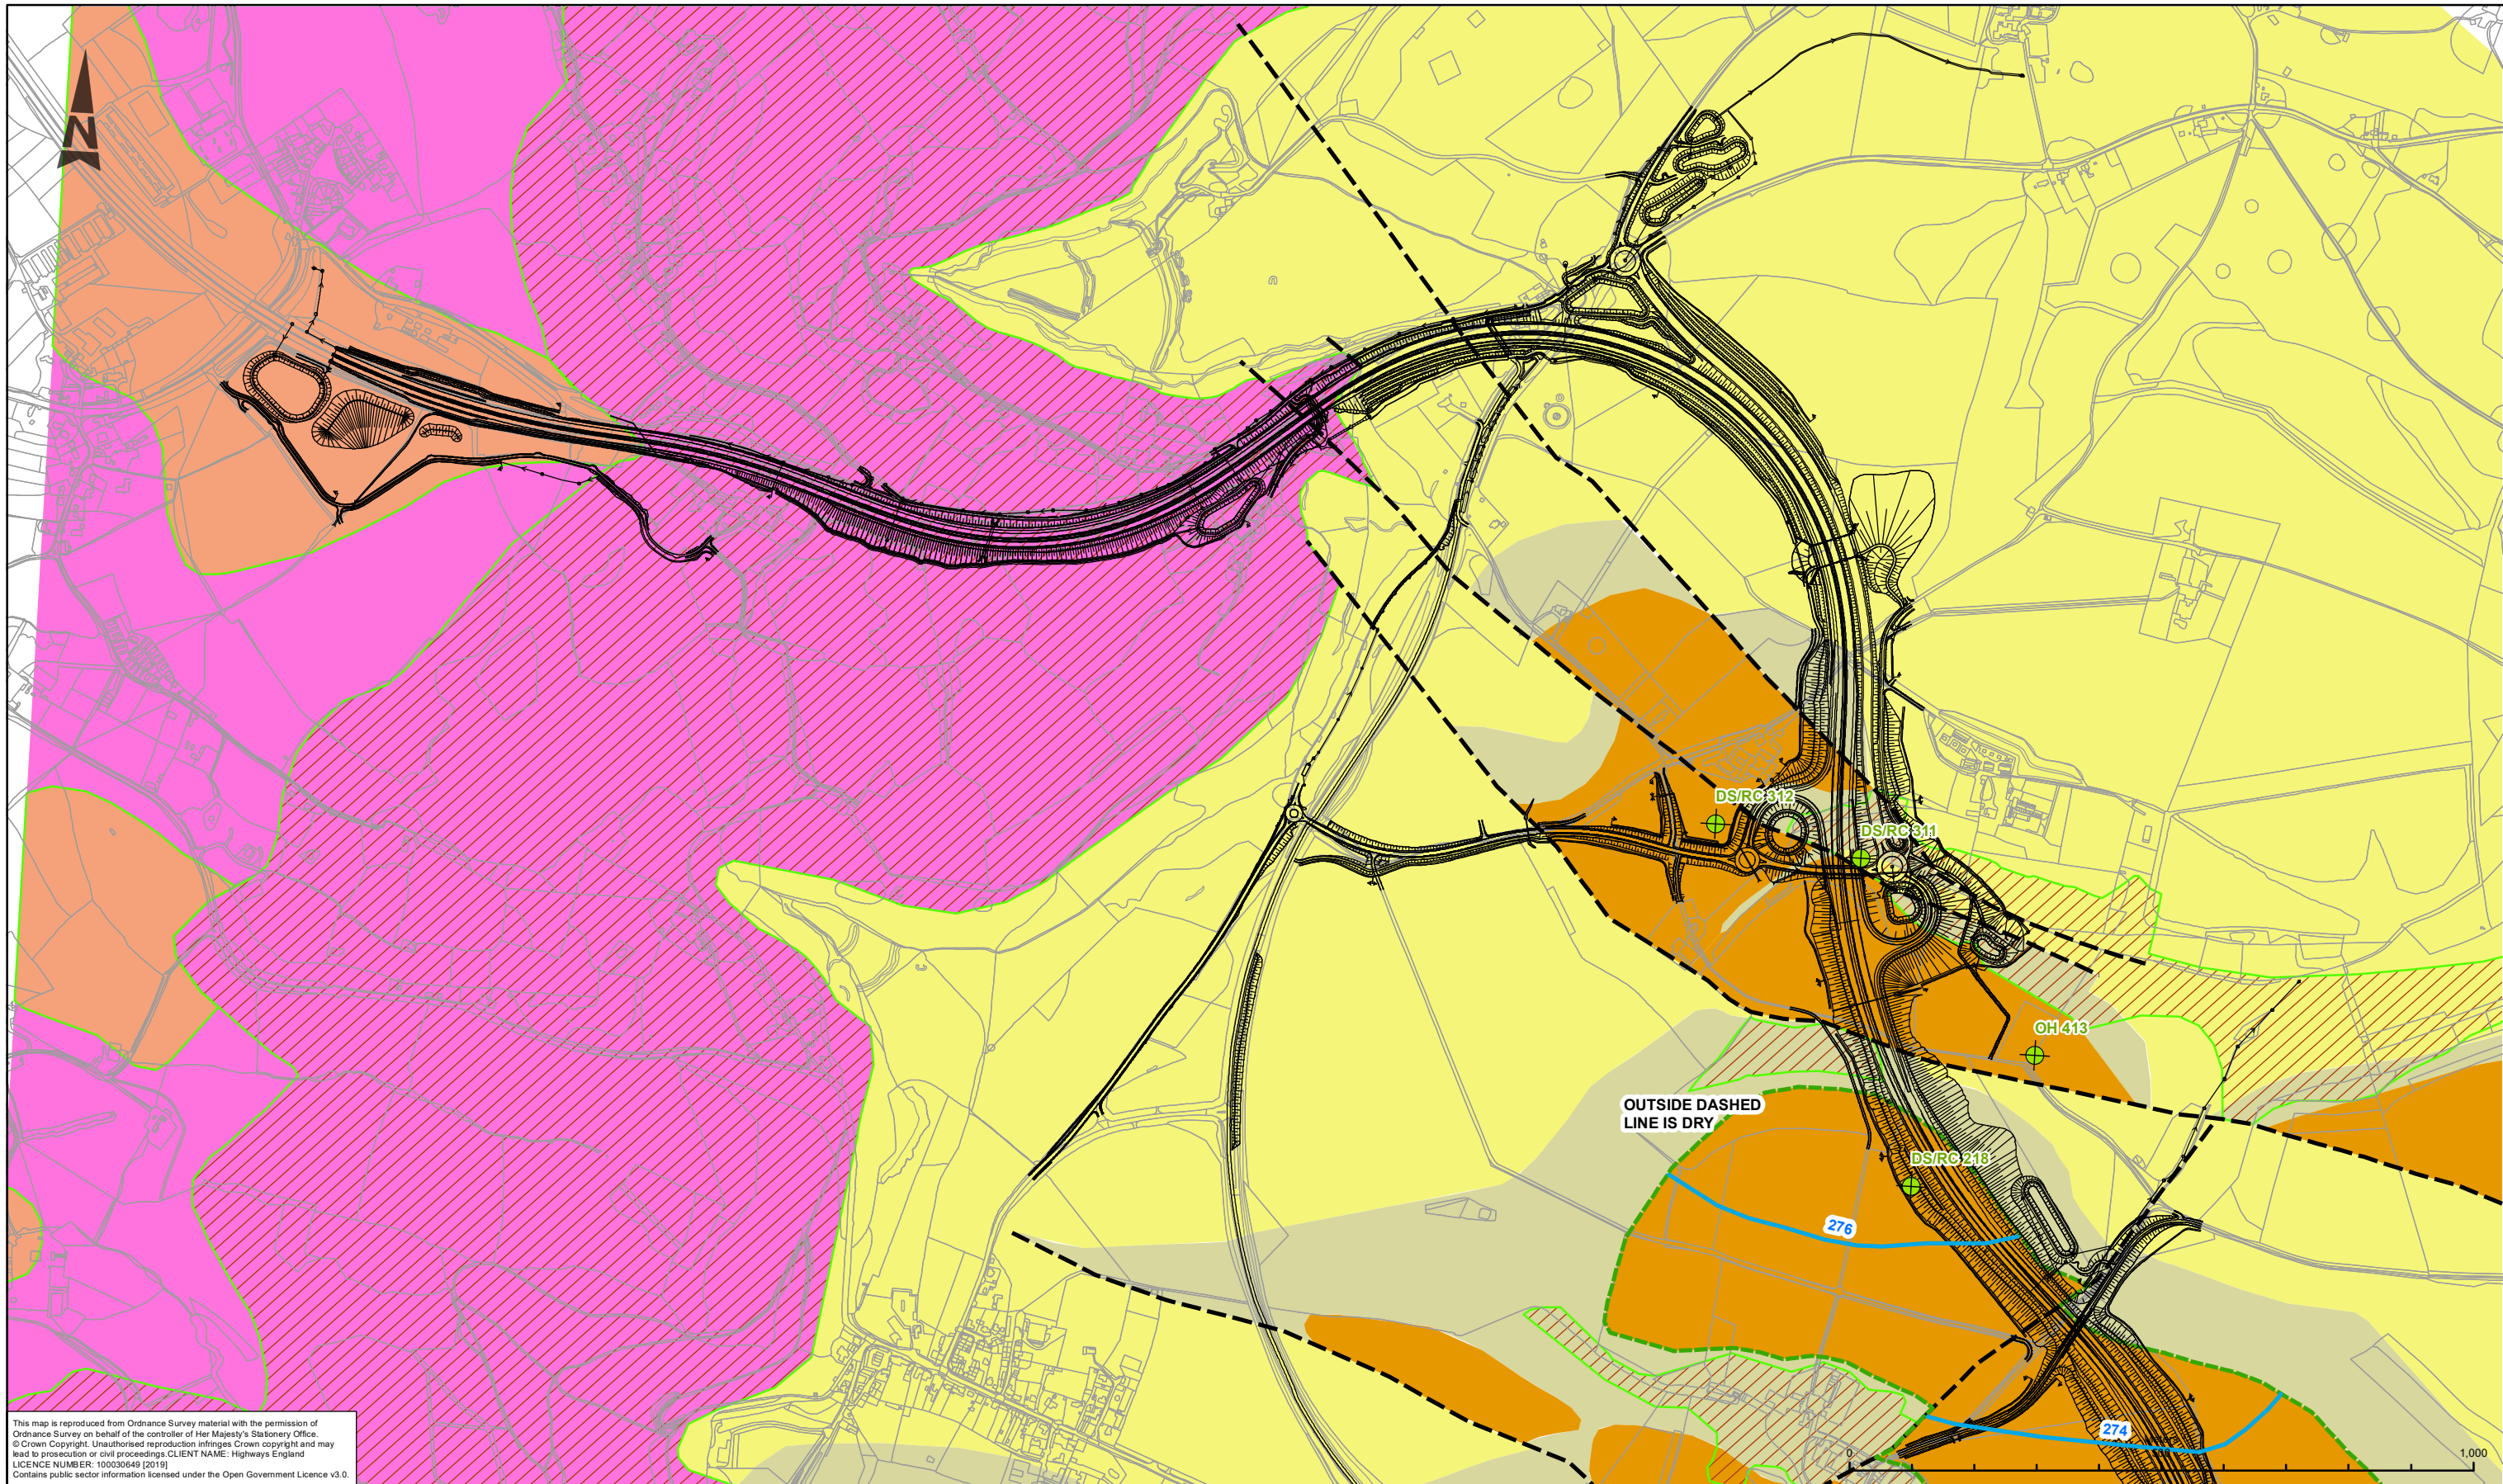 N
DS/RC 312
DS/RC 311
OH 413
OUTSIDE DASHED
LINE IS DRY
DS/RC 218
276
274
0
1,000
This map is reproduced from Ordnance Survey material with the permission of
Ordnance Survey on behalf of the controller of Her Majesty's Stationery Office.
© Crown Copyright. Unauthorised reproduction infringes Crown copyright and may
lead to prosecution or civil proceedings.CLIENT NAME: Highways England
LICENCE NUMBER: 100030649 [2019]
Contains public sector information licensed under the Open Government Licence v3.0.